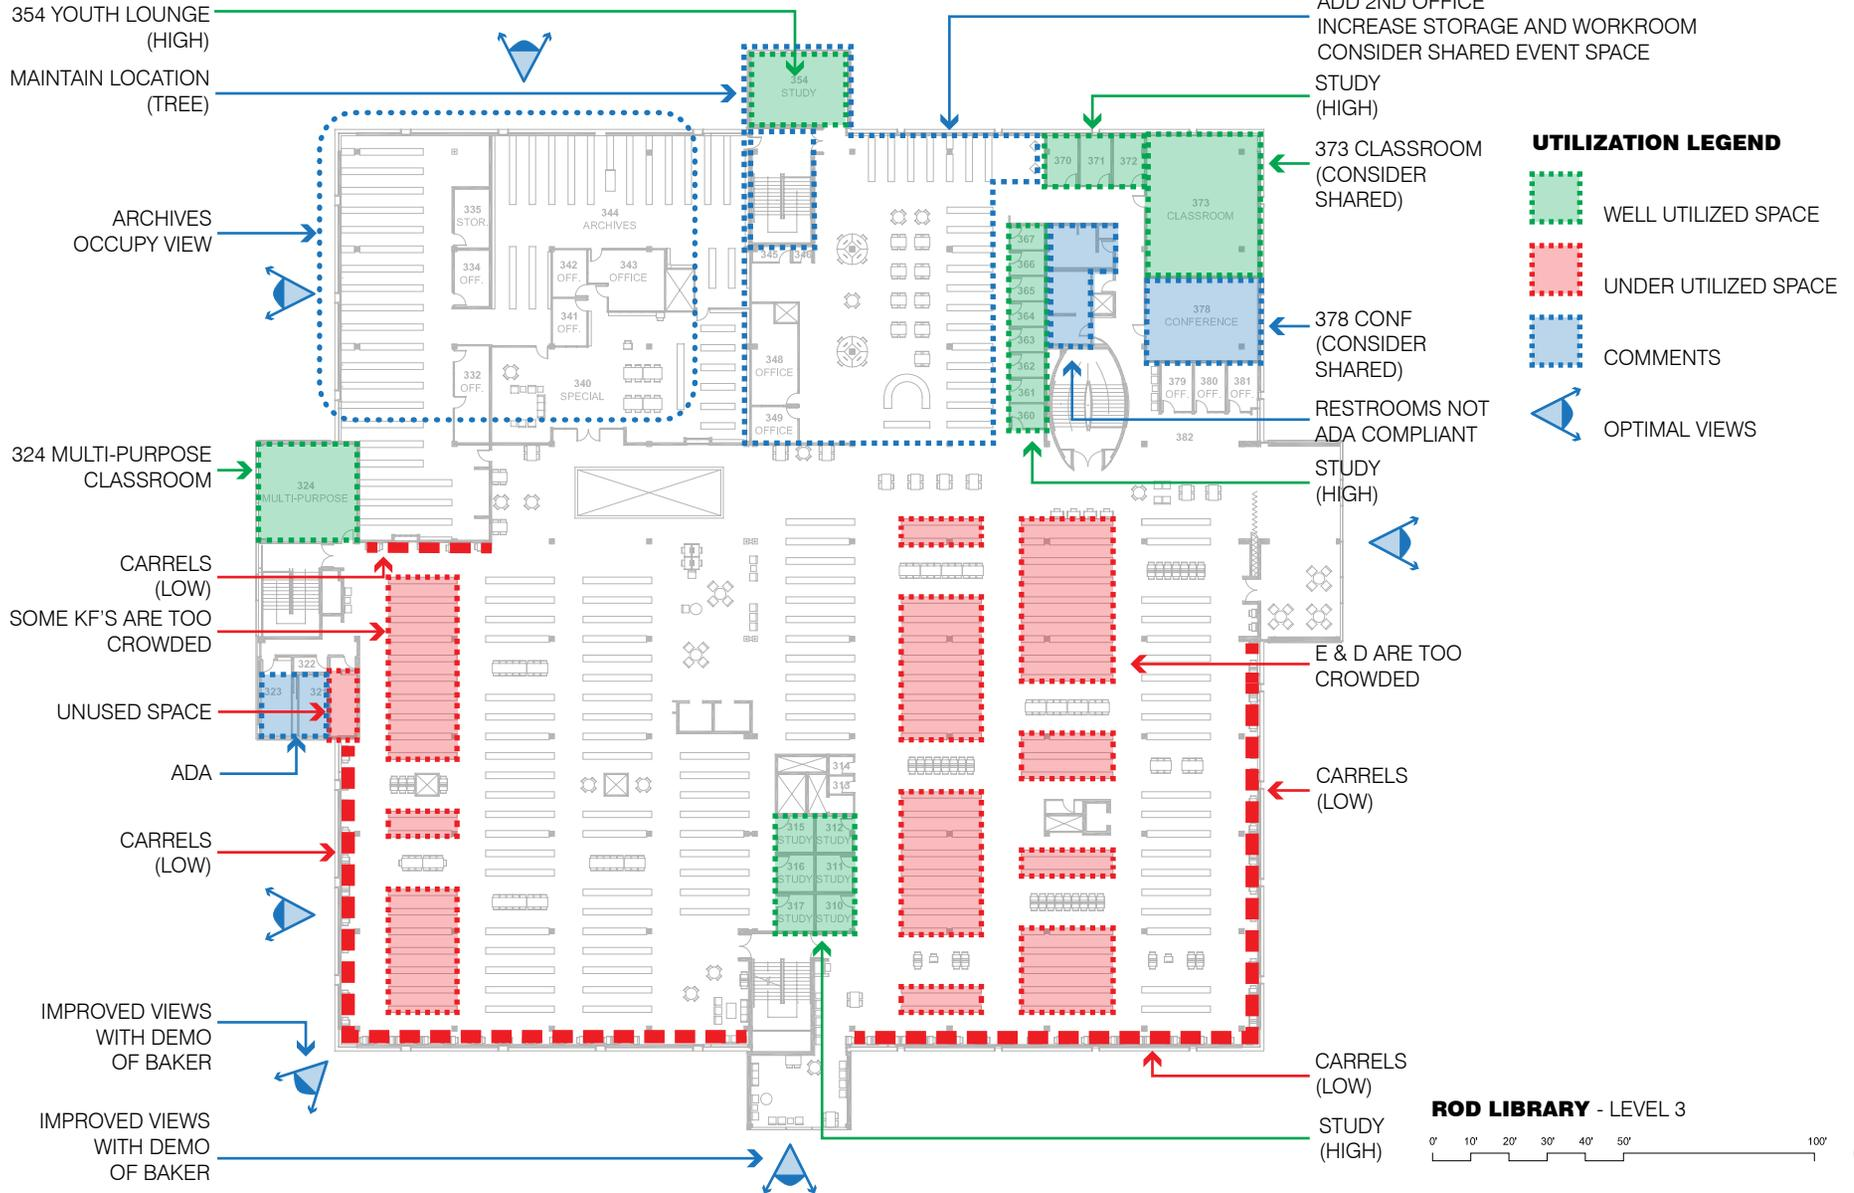 354 YOUTH LOUNGE
(HIGH)
MAINTAIN LOCATION
(TREE)
ARCHIVES
OCCUPY VIEW
324 MULTI-PURPOSE
CLASSROOM
CARRELS
(LOW)
SOME KF'S ARE TOO
CROWDED
UNUSED SPACE
ADA
CARRELS
(LOW)
IMPROVED VIEWS
WITH DEMO
OF BAKER
IMPROVED VIEWS
WITH DEMO
OF BAKER
354
STUDY
335
STOR.
344
ARCHIVES
334
OFF.
342
OFF.
343
OFFICE
341
OFF.
332
OFF.
340
SPECIAL
345
346
348
OFFICE
349
OFFICE
370
371
372
373
CLASSROOM
367
366
365
364
363
362
361
360
378
CONFERENCE
379
OFF.
380
OFF.
381
OFF.
382
324
MULTI-PURPOSE
322
323
314
313
315
STUDY
312
STUDY
316
STUDY
311
STUDY
317
STUDY
310
STUDY
ADD 2ND OFFICE
INCREASE STORAGE AND WORKROOM
CONSIDER SHARED EVENT SPACE
STUDY
(HIGH)
373 CLASSROOM
(CONSIDER
SHARED)
378 CONF
(CONSIDER
SHARED)
RESTROOMS NOT
ADA COMPLIANT
STUDY
(HIGH)
E & D ARE TOO
CROWDED
CARRELS
(LOW)
CARRELS
(LOW)
STUDY
(HIGH)
UTILIZATION LEGEND
WELL UTILIZED SPACE
UNDER UTILIZED SPACE
COMMENTS
OPTIMAL VIEWS
ROD LIBRARY - LEVEL 3
0' 10' 20' 30' 40' 50' 100'